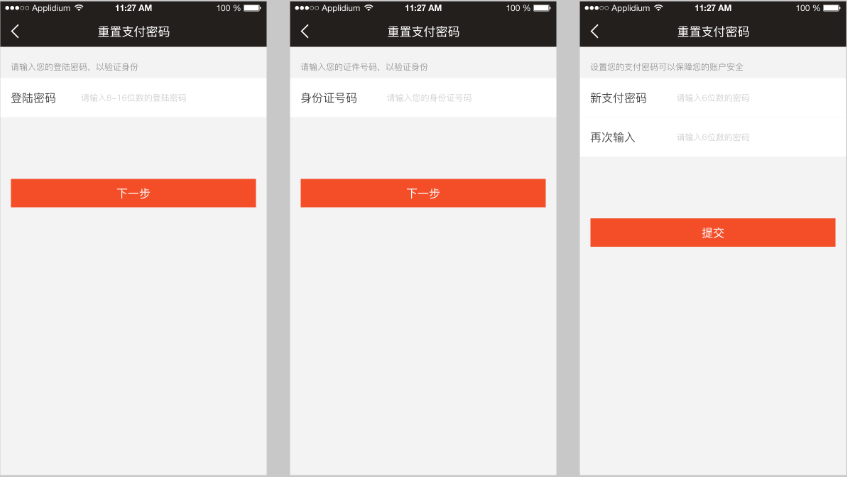 Applidium 11:27 AM 100 %
重置支付密码
请输入您的登陆密码，以验证身份
登陆密码 请输入8-16位数的登陆密码
下一步
Applidium 11:27 AM 100 %
重置支付密码
请输入您的证件号码，以验证身份
身份证号码 请输入您的身份证号码
下一步
Applidium 11:27 AM 100 %
重置支付密码
设置您的支付密码可以保障您的账户安全
新支付密码 请输入6位数的密码
再次输入 请输入6位数的密码
提交